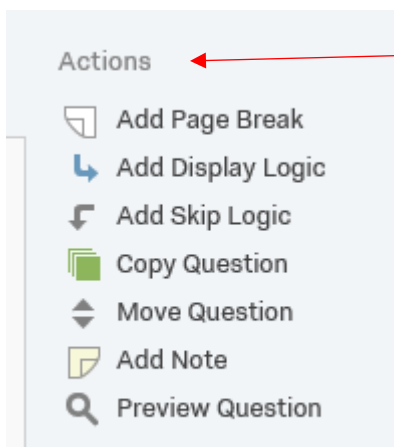 Actions
Add Page Break
Add Display Logic
Add Skip Logic
Copy Question
Move Question
Add Note
Preview Question